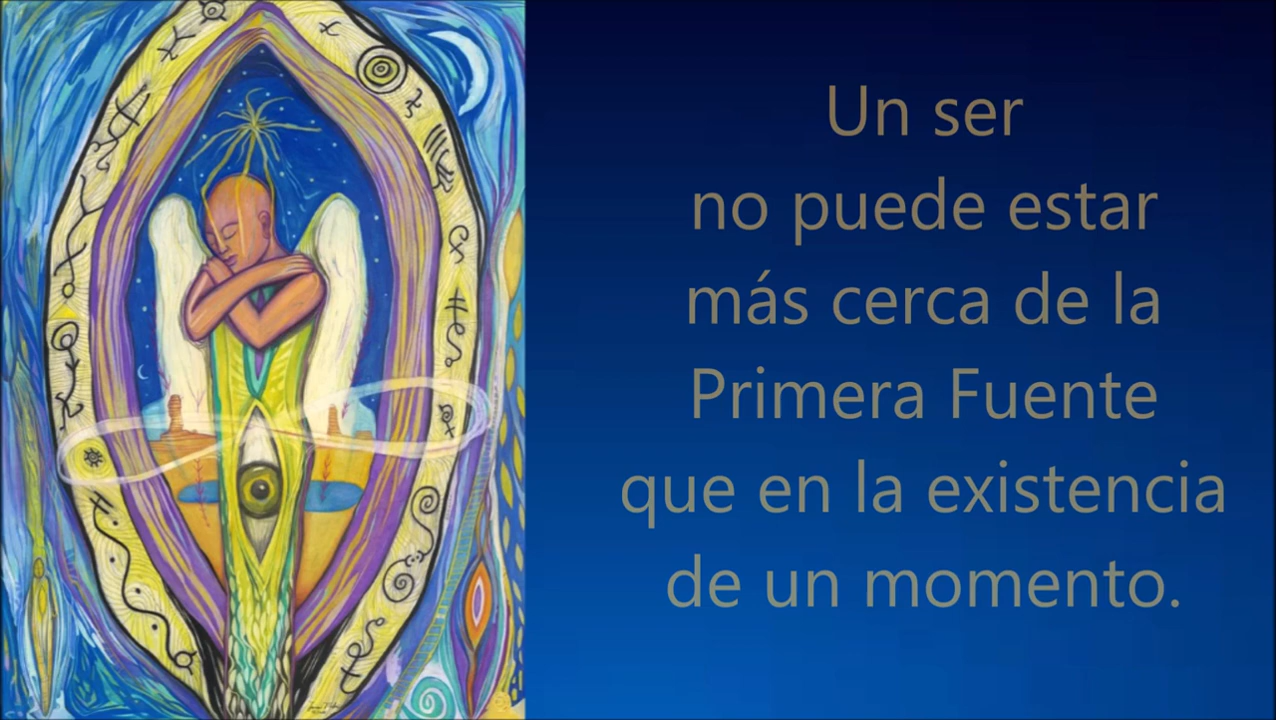 Un ser
no puede estar
más cerca de la
Primera Fuente
que en la existencia
de un momento.